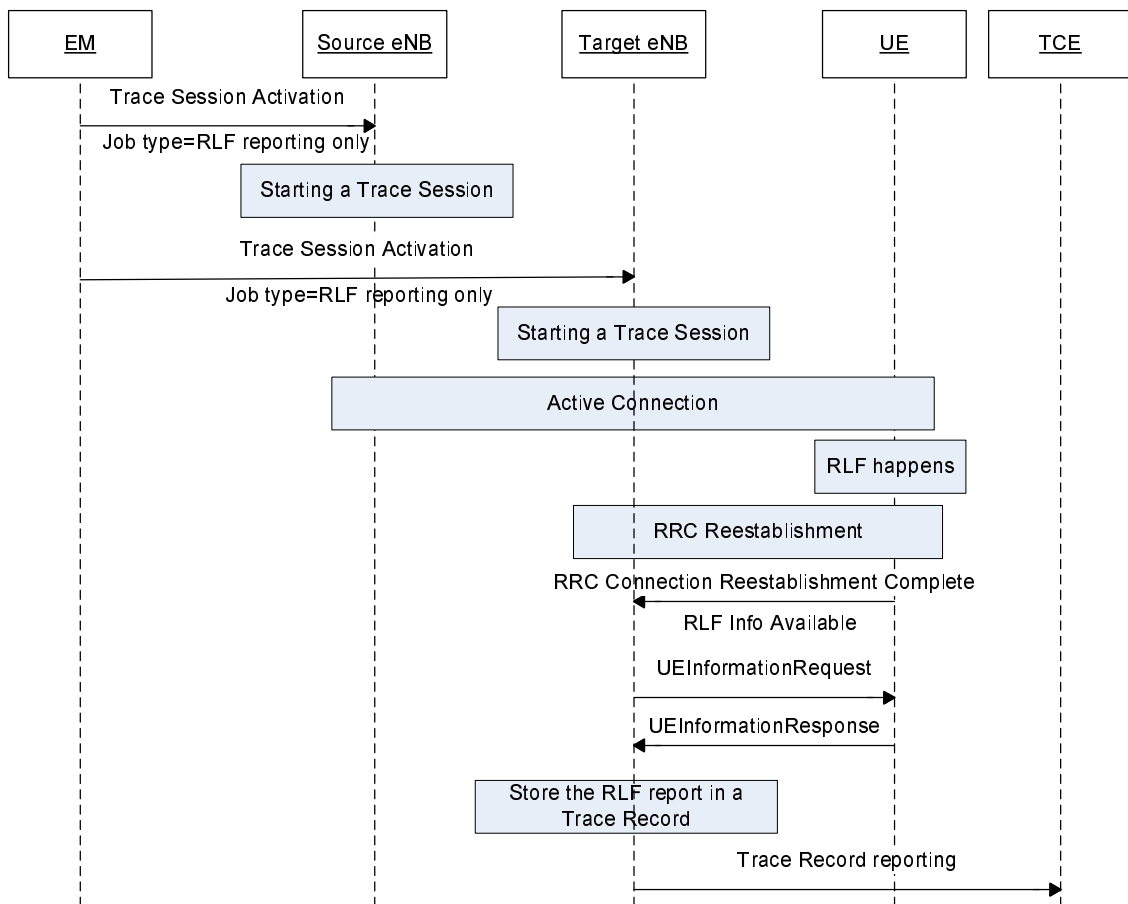 EM
Source eNB
Target eNB
UE
TCE
Trace Session Activation
Job type=RLF reporting only
Starting a Trace Session
Trace Session Activation
Job type=RLF reporting only
Starting a Trace Session
Active Connection
RLF happens
RRC Reestablishment
RRC Connection Reestablishment Complete
RLF Info Available
UEInformationRequest
UEInformationResponse
Store the RLF report in a
Trace Record
Trace Record reporting